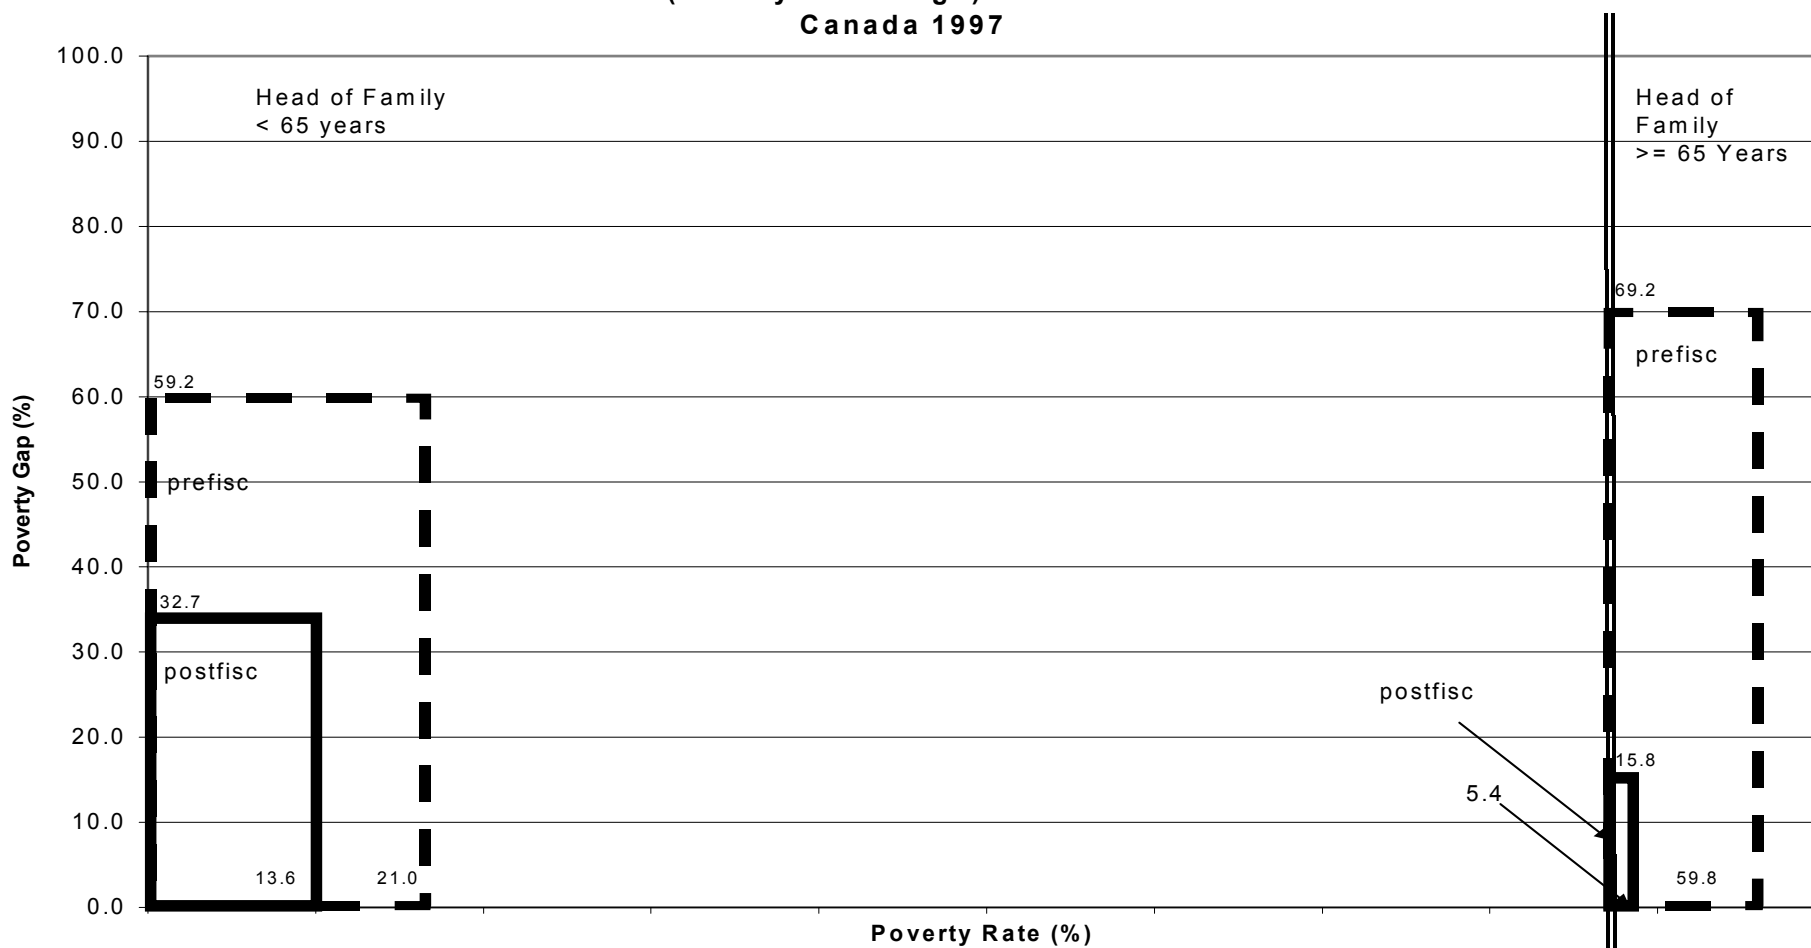 Canada 1997
100.0
90.0
80.0
70.0
60.0
50.0
40.0
30.0
20.0
10.0
0.0
Poverty Gap (%)
Head of Family
< 65 years
Head of
Family
>= 65 Years
59.2
prefisc
32.7
postfisc
13.6
21.0
69.2
prefisc
postfisc
15.8
5.4
59.8
Poverty Rate (%)